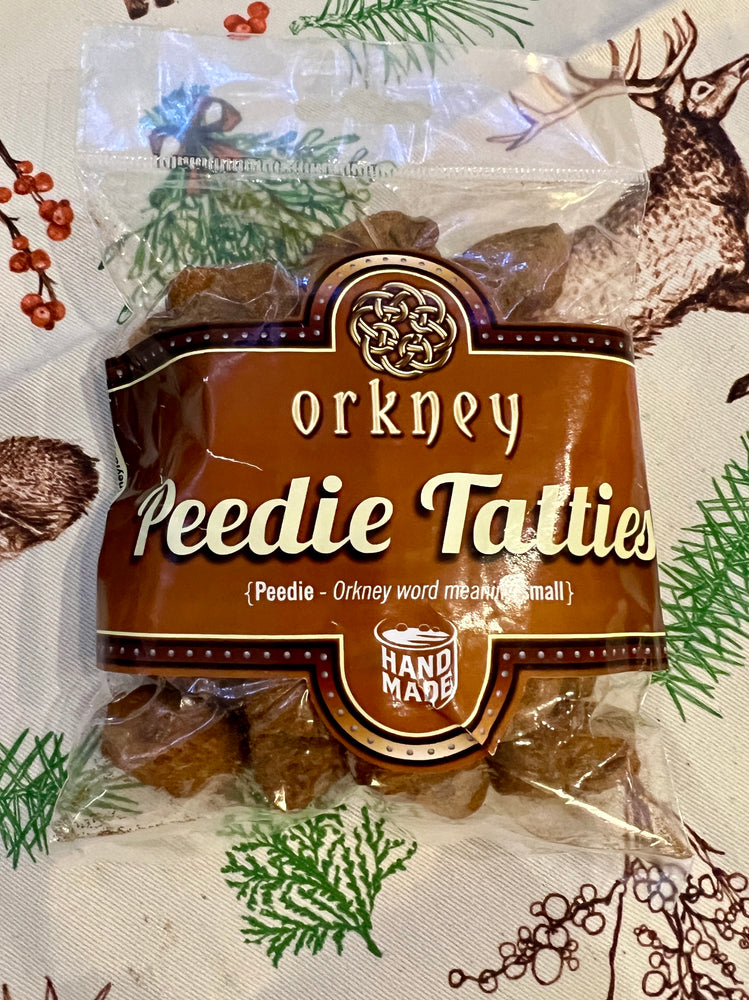 orkney
Peedie Tatties
{Peedie - Orkney word meaning small}
HAND
MADE